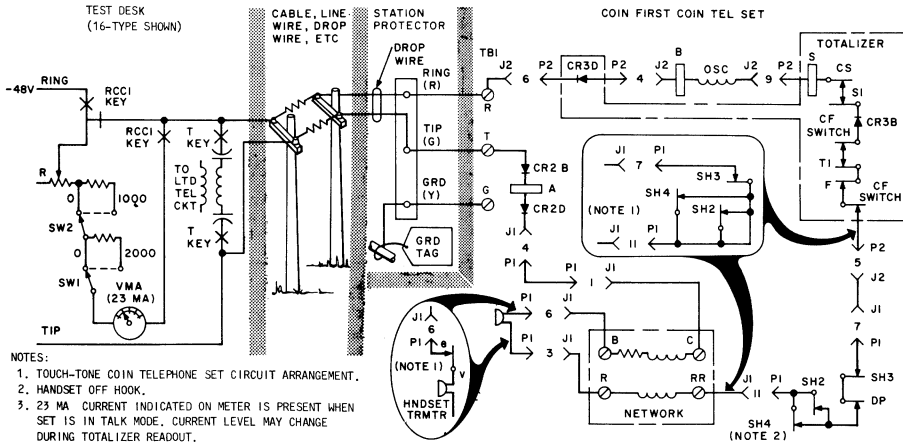 TEST DESK
(16-TYPE SHOWN)
CABLE, LINE
WIRE, DROP
WIRE, ETC
STATION
PROTECTOR
COIN FIRST COIN TEL SET
RING
-48V
RCCI
KEY
RCCI
KEY
T
KEY
TO
LTD
TEL
CKT
T
KEY
R
0
1000
SW2
0
2000
SW1
VMA
(23 MA)
TIP
DROP
WIRE
RING
(R)
TIP
(G)
GRD
(Y)
GRD
TAG
TB1
R
T
G
J2
6
P2
CR3D
P2
4
J2
B
OSC
J2
9
P2
TOTALIZER
S
CS
S1
CR3B
CF
SWITCH
T1
F
CF
SWITCH
P2
5
J2
J1
7
P1
SH3
DP
CR2 B
A
CR2D
J1
4
P1
P1
1
J1
J1
7
P1
SH3
SH4
SH2
(NOTE 1)
J1
11
P1
P1
6
J1
P1
3
J1
B
C
R
RR
NETWORK
J1
11
P1
SH2
SH4
(NOTE 2)
J1
6
P1
8
(NOTE 1)
V
HNDSET
TRMTR
NOTES:
1. TOUCH-TONE COIN TELEPHONE SET CIRCUIT ARRANGEMENT.
2. HANDSET OFF HOOK.
3. 23 MA CURRENT INDICATED ON METER IS PRESENT WHEN
SET IS IN TALK MODE. CURRENT LEVEL MAY CHANGE
DURING TOTALIZER READOUT.